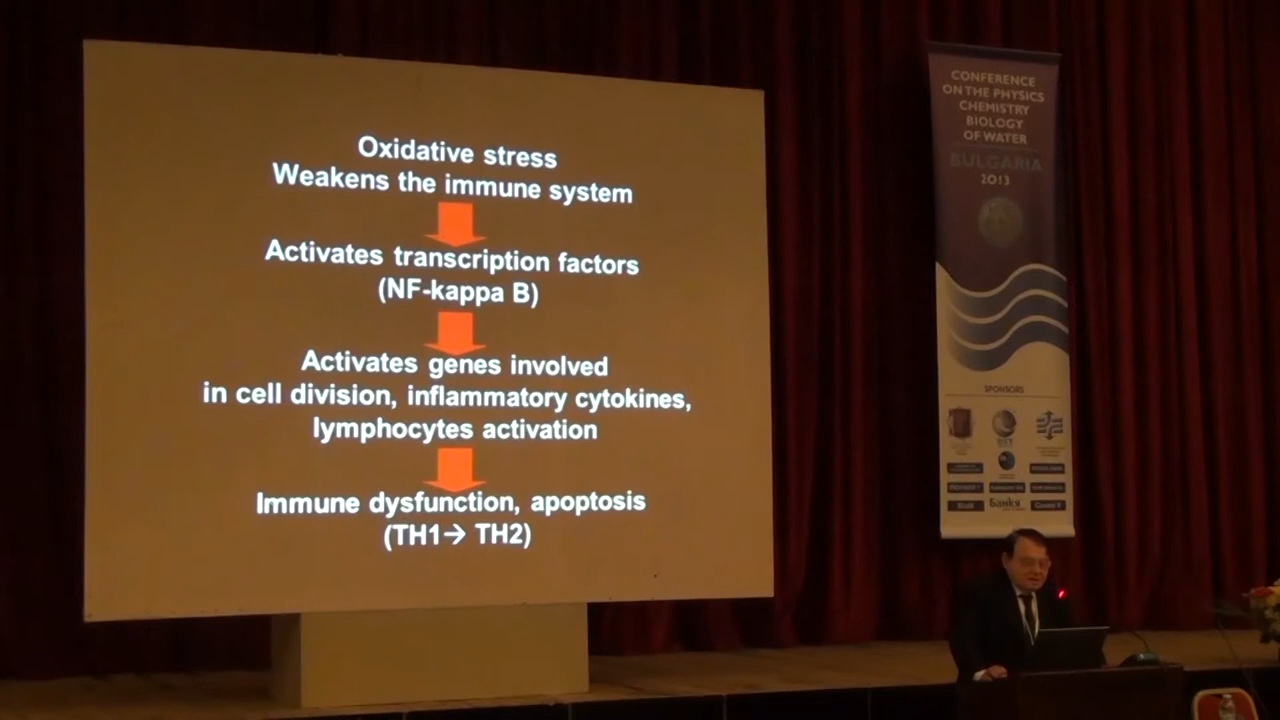 Oxidative stress
Weakens the immune system
Activates transcription factors
(NF-kappa B)
Activates genes involved
in cell division, inflammatory cytokines,
lymphocytes activation
Immune dysfunction, apoptosis
(TH1→ TH2)
CONFERENCE
ON THE PHYSICS
CHEMISTRY
BIOLOGY
OF WATER
BULGARIA
2013
SPONSORS
Банкя